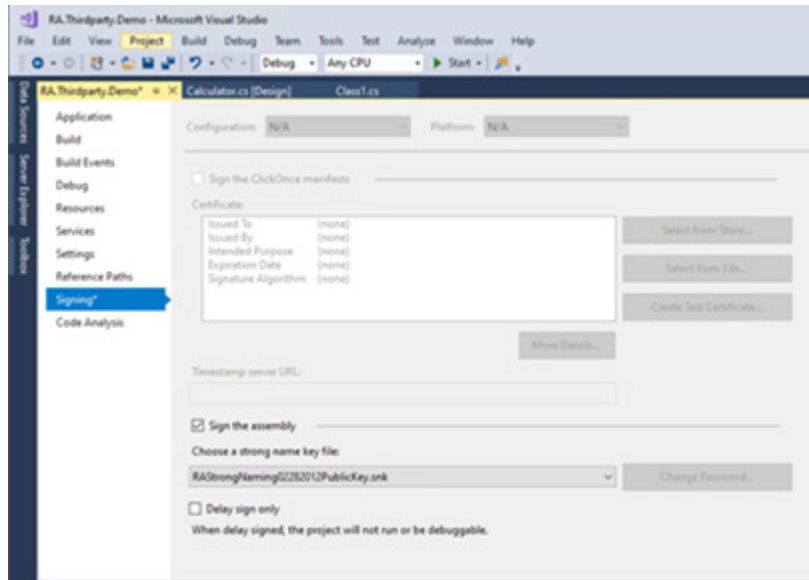 RA.Thirdparty.Demo - Microsoft Visual Studio
File Edit View Project Build Debug Team Tools Test Analyze Window Help
Debug Any CPU Start
RA.Thirdparty.Demo* Calculator.cs [Design] Class1.cs
Data Sources
Server Explorer
Toolbox
Application
Build
Build Events
Debug
Resources
Services
Settings
Reference Paths
Signing*
Code Analysis
Configuration: N/A Platform: N/A
Sign the ClickOnce manifests
Certificate:
Issued To (none)
Issued By (none)
Intended Purpose (none)
Expiration Date (none)
Signature Algorithm (none)
Select from Store...
Select from File...
Create Test Certificate...
More Details...
Timestamp server URL:
Sign the assembly
Choose a strong name key file:
RAStrongNaming02282012PublicKey.snk
Change Password...
Delay sign only
When delay signed, the project will not run or be debuggable.